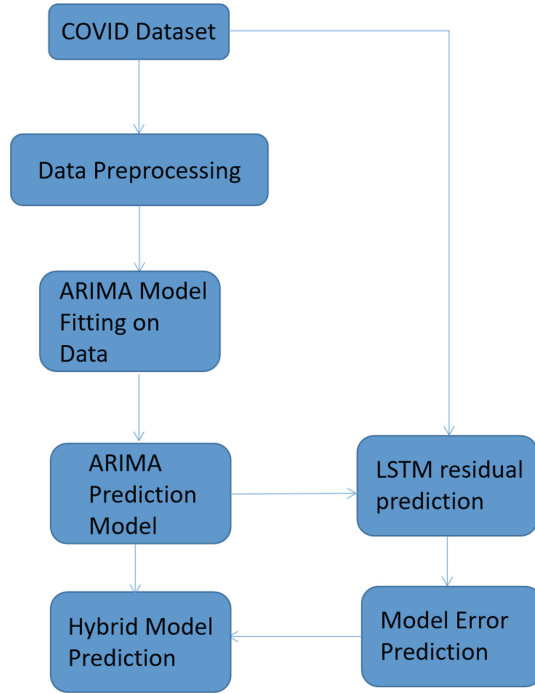 COVID Dataset
Data Preprocessing
ARIMA Model
Fitting on
Data
ARIMA
Prediction
Model
LSTM residual
prediction
Hybrid Model
Prediction
Model Error
Prediction